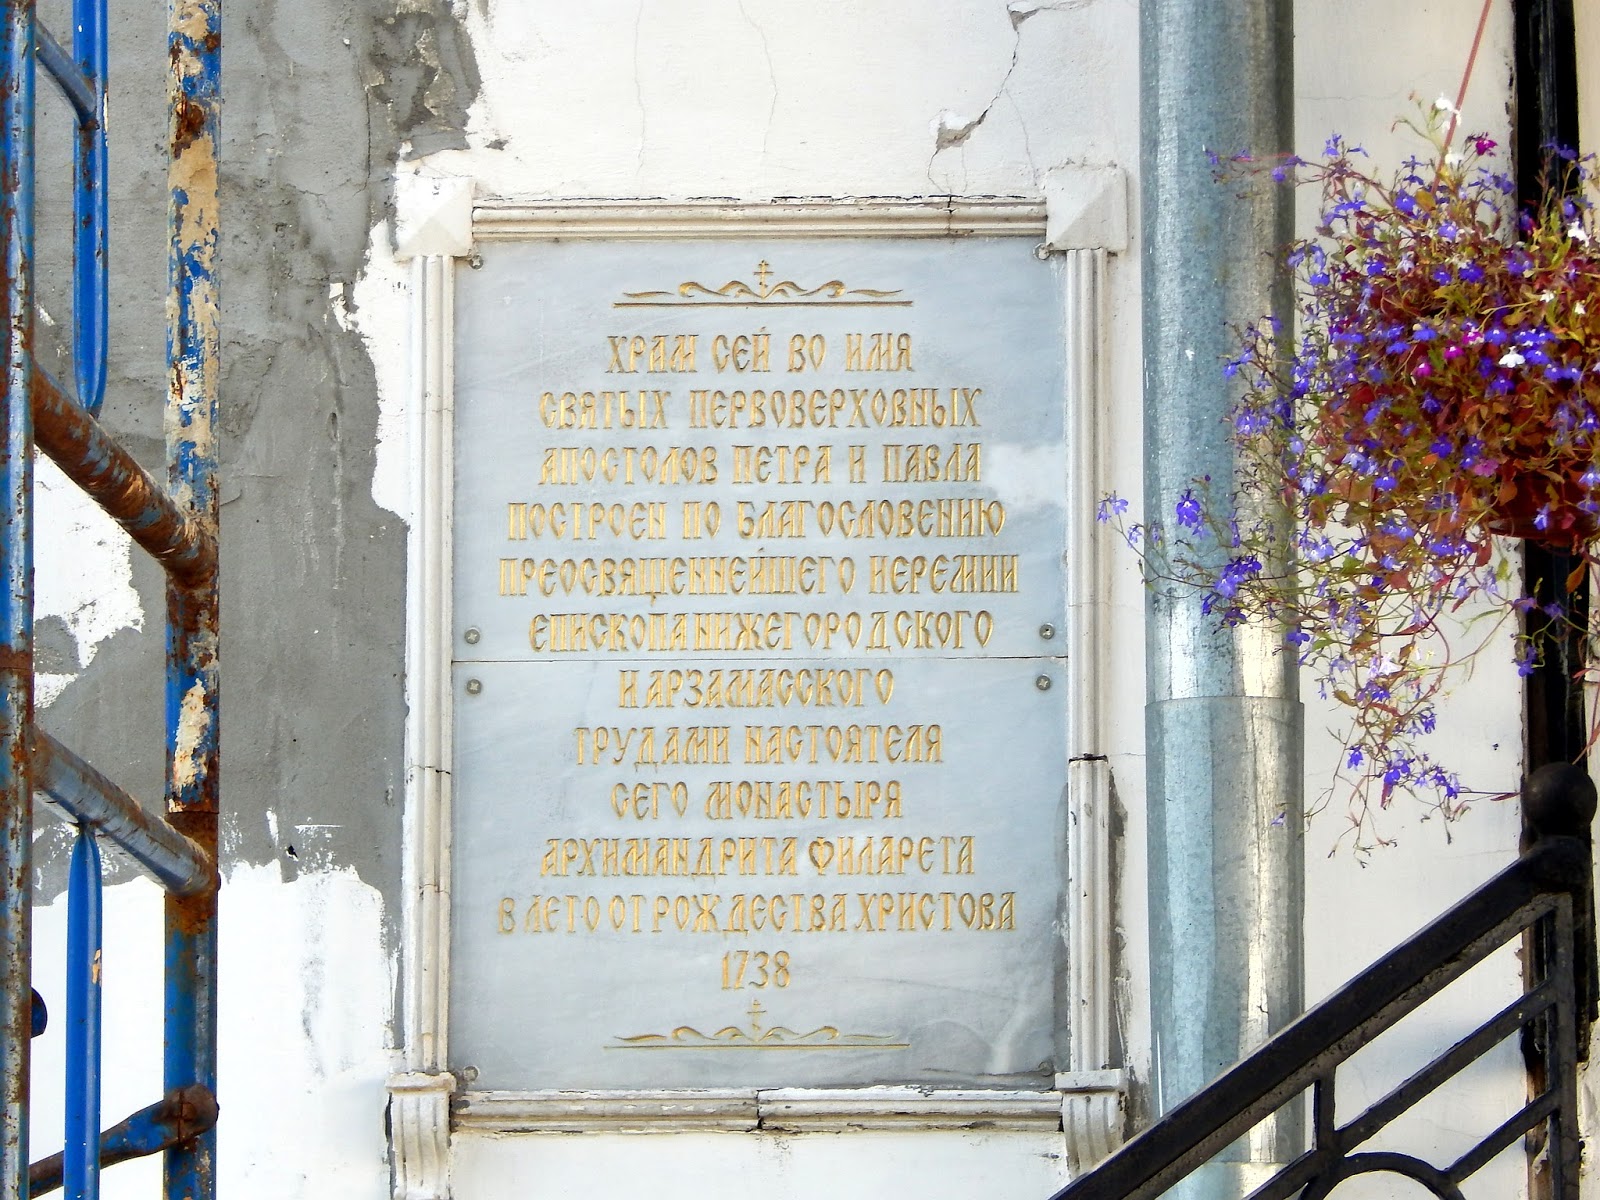 ХРАМ СЕЙ ВО ИМЯ
СВЯТЫХ ПЕРВОВЕРХОВНЫХ
АПОСТОЛОВ ПЕТРА И ПАВЛА
ПОСТРОЕН ПО БЛАГОСЛОВЕНИЮ
ПРЕОСВЯЩЕННЕЙШЕГО ИЕРЕМИИ
ЕПИСКОПА НИЖЕГОРОДСКОГО
И АРЗАМАССКОГО
ТРУДАМИ НАСТОЯТЕЛЯ
СЕГО МОНАСТЫРЯ
АРХИМАНДРИТА ФИЛАРЕТА
В ЛЕТО ОТ РОЖДЕСТВА ХРИСТОВА
1738